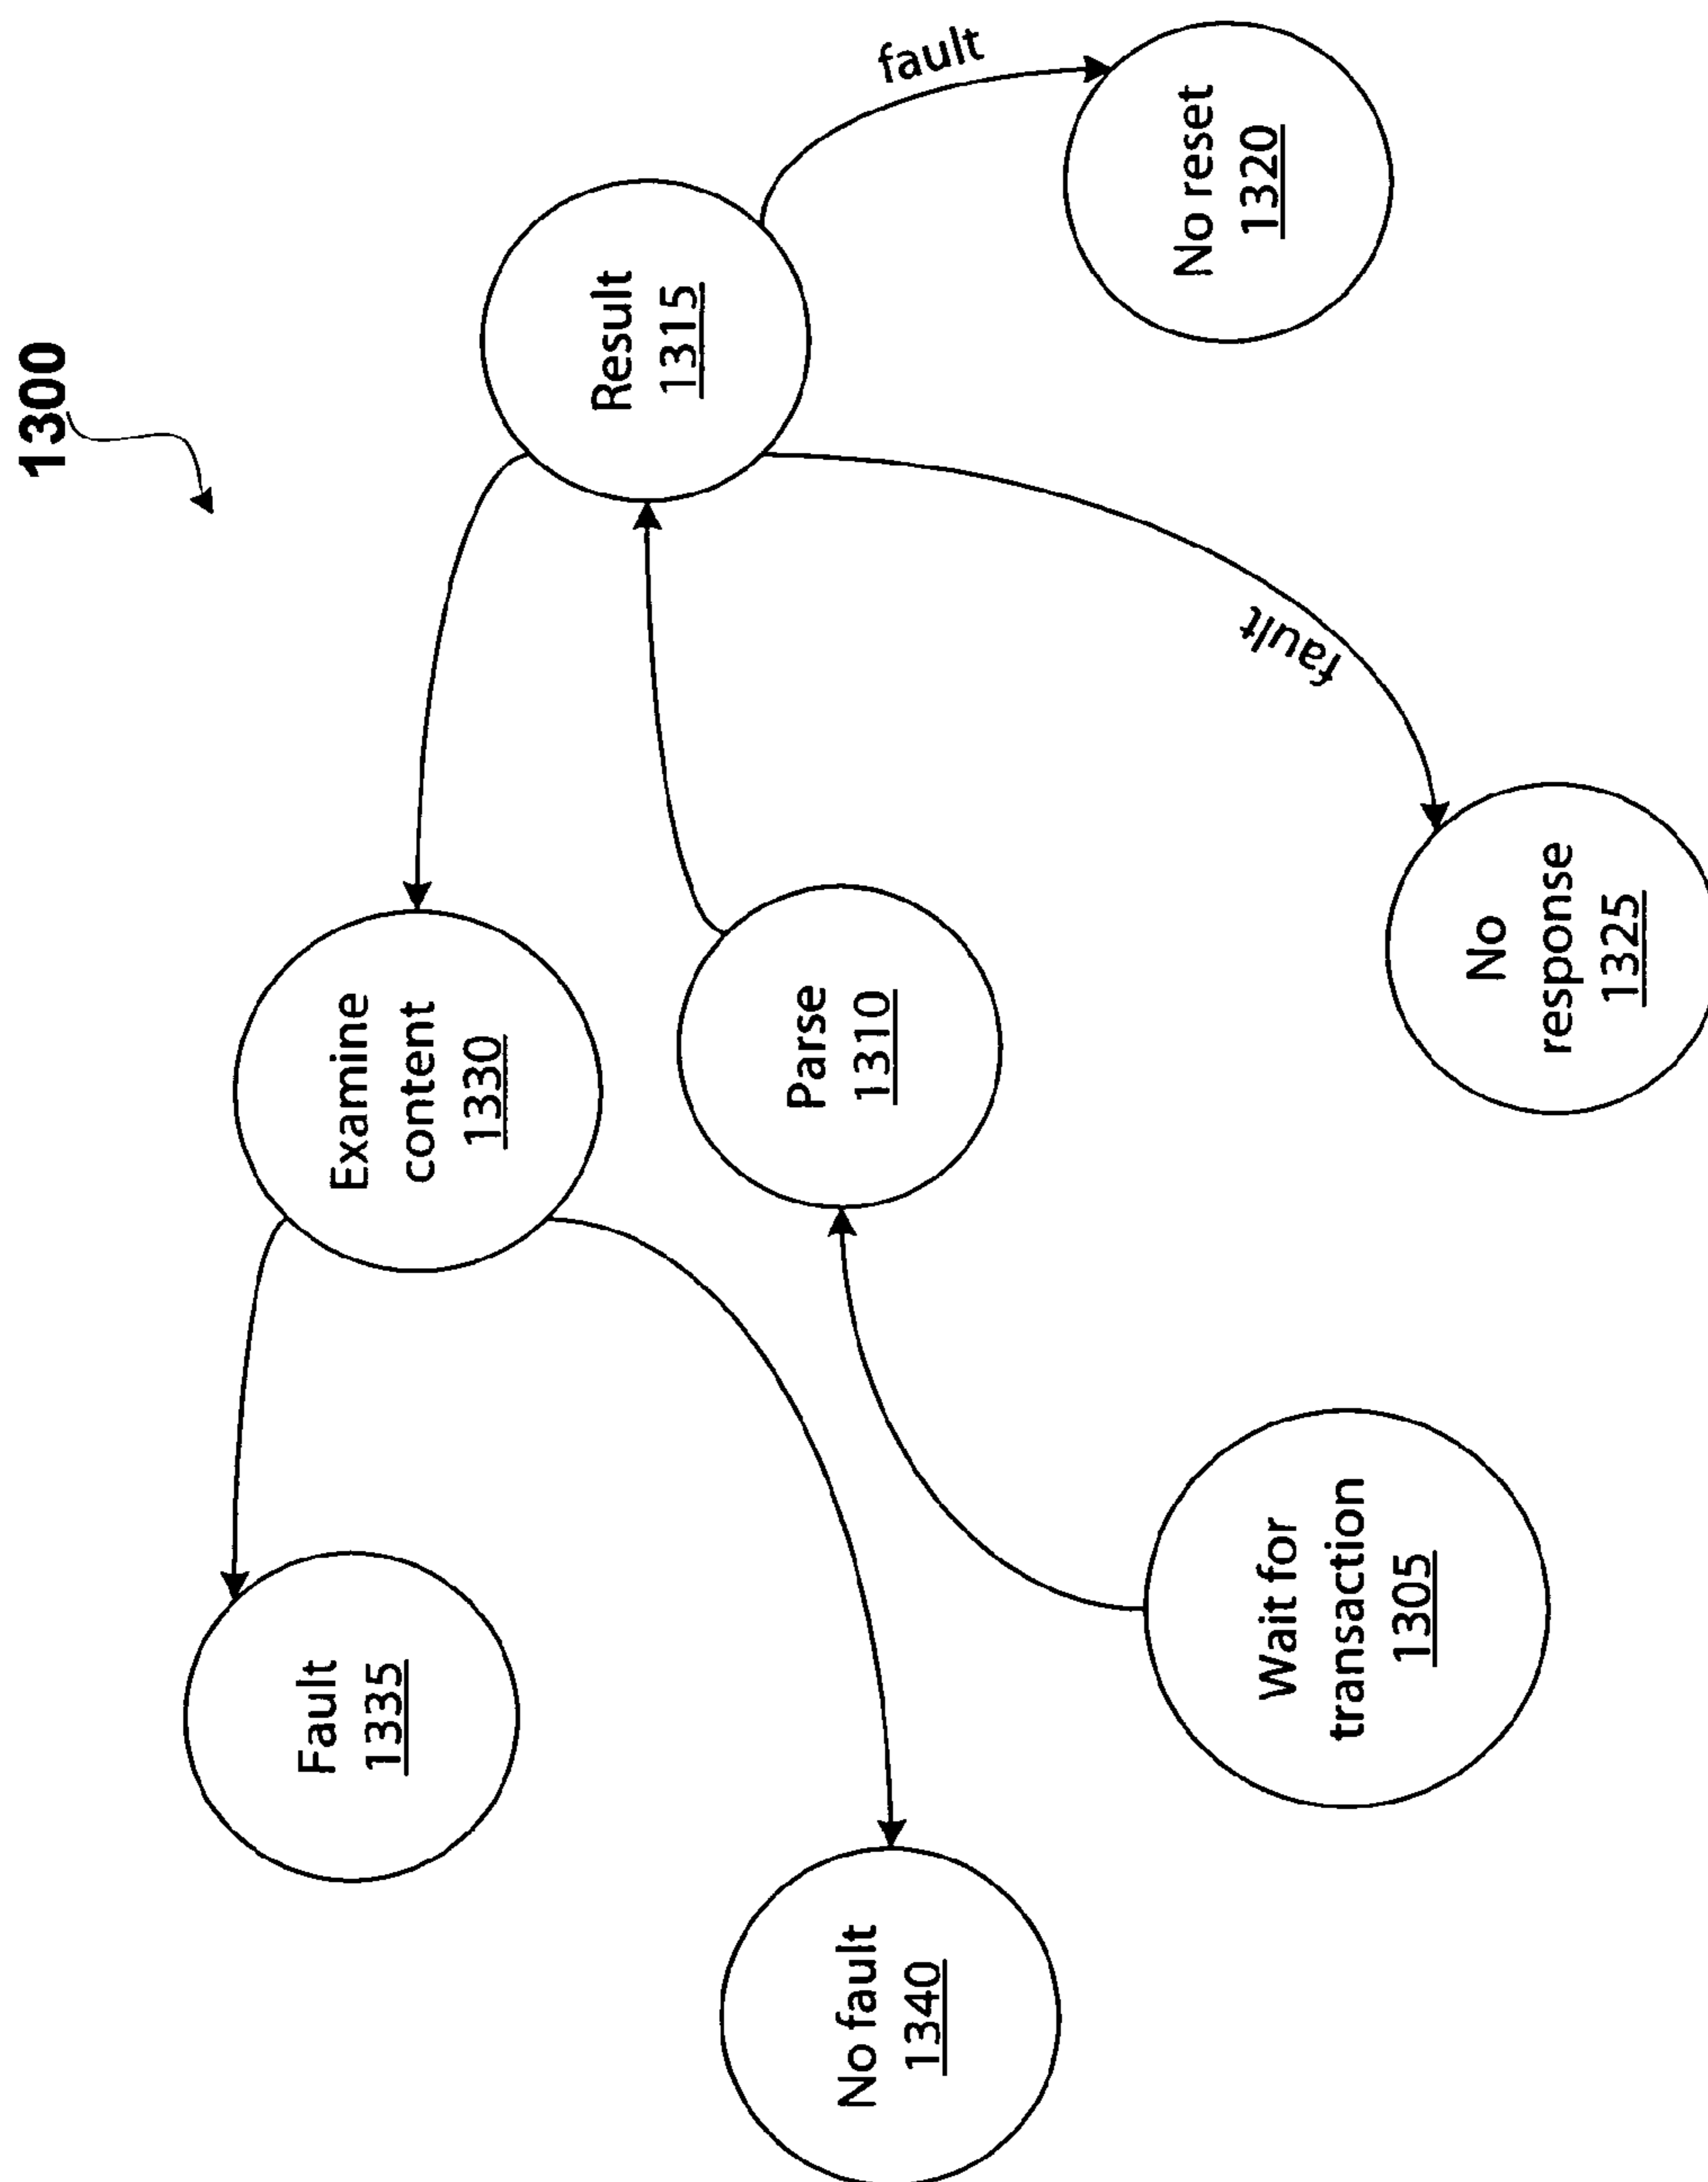 1300
Fault
1335
Examine
content
1330
Result
1315
fault
No fault
1340
Parse
1310
fault
No reset
1320
Wait for
transaction
1305
No
response
1325